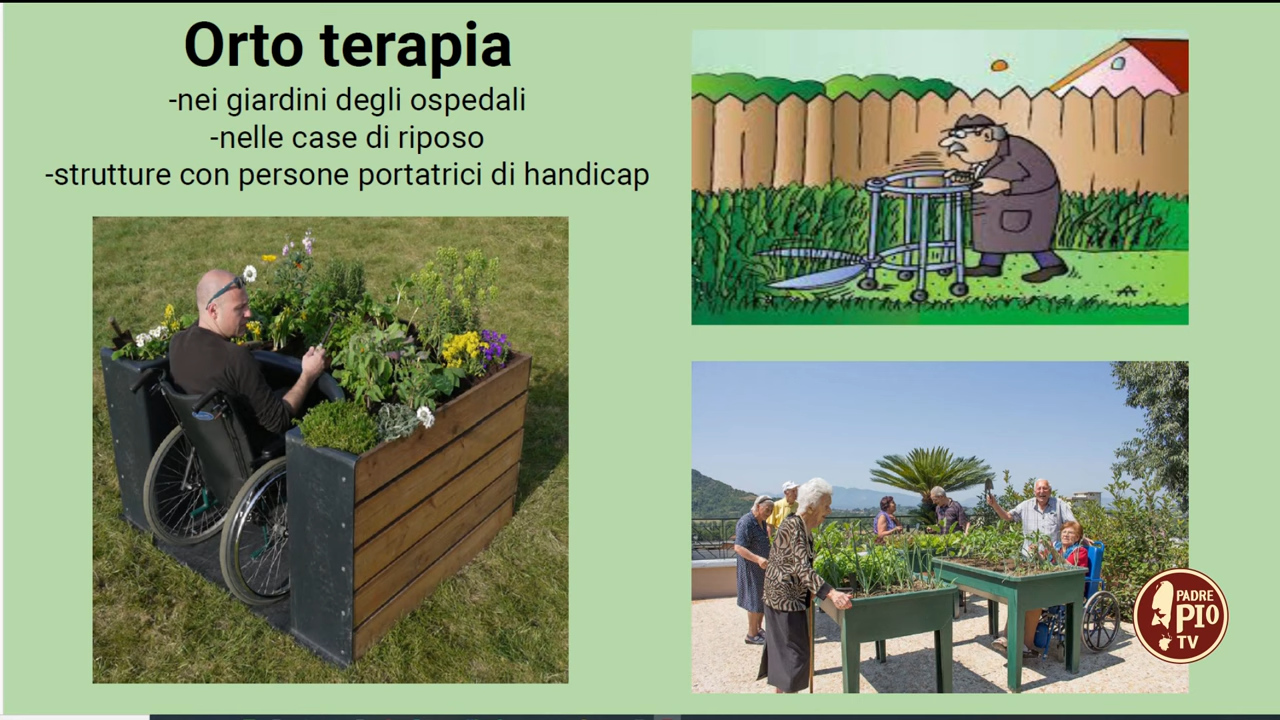 Orto terapia
-nei giardini degli ospedali
-nelle case di riposo
-strutture con persone portatrici di handicap
PADRE
PIO
TV